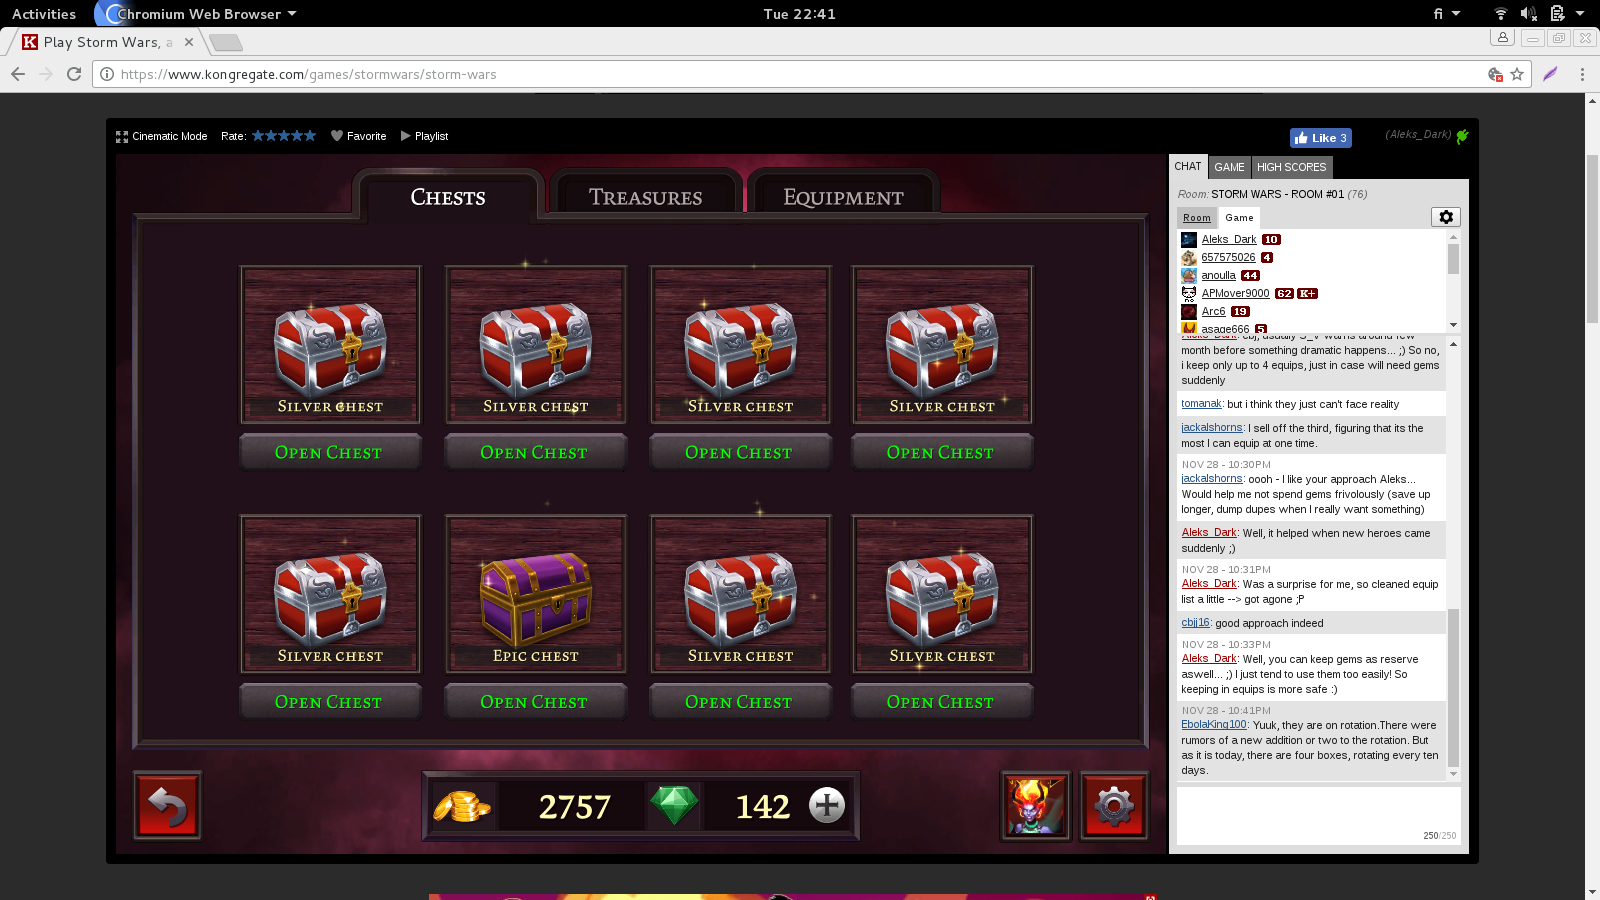 Activities
Chromium Web Browser
Tue 22:41
fi
Play Storm Wars, a
https://www.kongregate.com/games/stormwars/storm-wars
Cinematic Mode
Rate:
Favorite
Playlist
Like 3
(Aleks_Dark)
Chests
Treasures
Equipment
Silver chest
Silver chest
Silver chest
Silver chest
Open Chest
Open Chest
Open Chest
Open Chest
Silver chest
Epic chest
Silver chest
Silver chest
Open Chest
Open Chest
Open Chest
Open Chest
2757
142
CHAT
GAME
HIGH SCORES
Room: STORM WARS - ROOM #01 (76)
Room
Game
Aleks_Dark 10
657575026 4
anoulla 44
APMover9000 62 K+
Arc6 19
asage666 5
Aleks_Dark: cbj, usually S_V warns around few
month before something dramatic happens... ;) So no,
i keep only up to 4 equips, just in case will need gems
suddenly
tomanak: but i think they just can't face reality
jackalshorns: I sell off the third, figuring that its the
most I can equip at one time.
NOV 28 - 10:30PM
jackalshorns: oooh - I like your approach Aleks...
Would help me not spend gems frivolously (save up
longer, dump dupes when I really want something)
Aleks_Dark: Well, it helped when new heroes came
suddenly ;)
NOV 28 - 10:31PM
Aleks_Dark: Was a surprise for me, so cleaned equip
list a little --> got agone ;P
cbjj16: good approach indeed
NOV 28 - 10:33PM
Aleks_Dark: Well, you can keep gems as reserve
aswell... ;) I just tend to use them too easily! So
keeping in equips is more safe :)
NOV 28 - 10:41PM
EbolaKing100: Yuuk, they are on rotation.There were
rumors of a new addition or two to the rotation. But
as it is today, there are four boxes, rotating every ten
days.
250/250